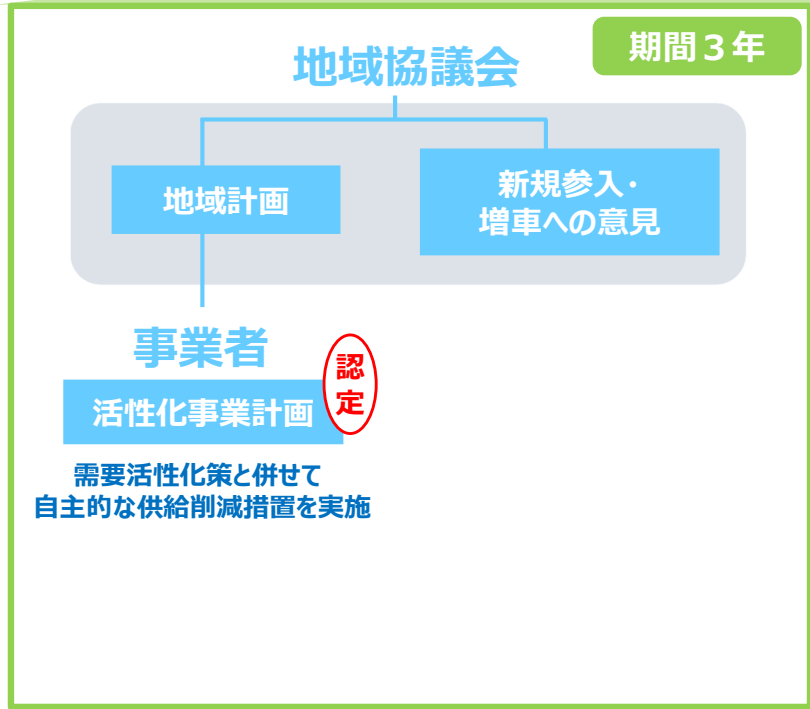 期間３年
地域協議会
地域計画
新規参入・
増車への意見
事業者
認
定
活性化事業計画
需要活性化策と併せて
自主的な供給削減措置を実施